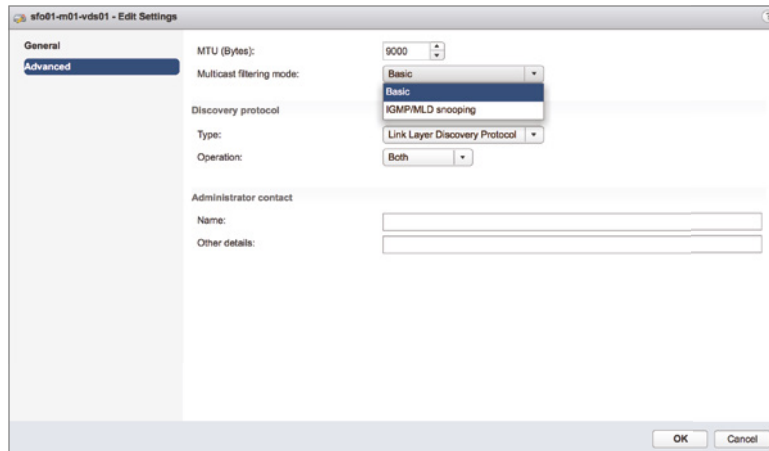 sfo01-m01-vds01 - Edit Settings
?
General
Advanced
MTU (Bytes):
9000
Multicast filtering mode:
Basic
Basic
IGMP/MLD snooping
Discovery protocol
Type:
Link Layer Discovery Protocol
Operation:
Both
Administrator contact
Name:
Other details:
OK
Cancel